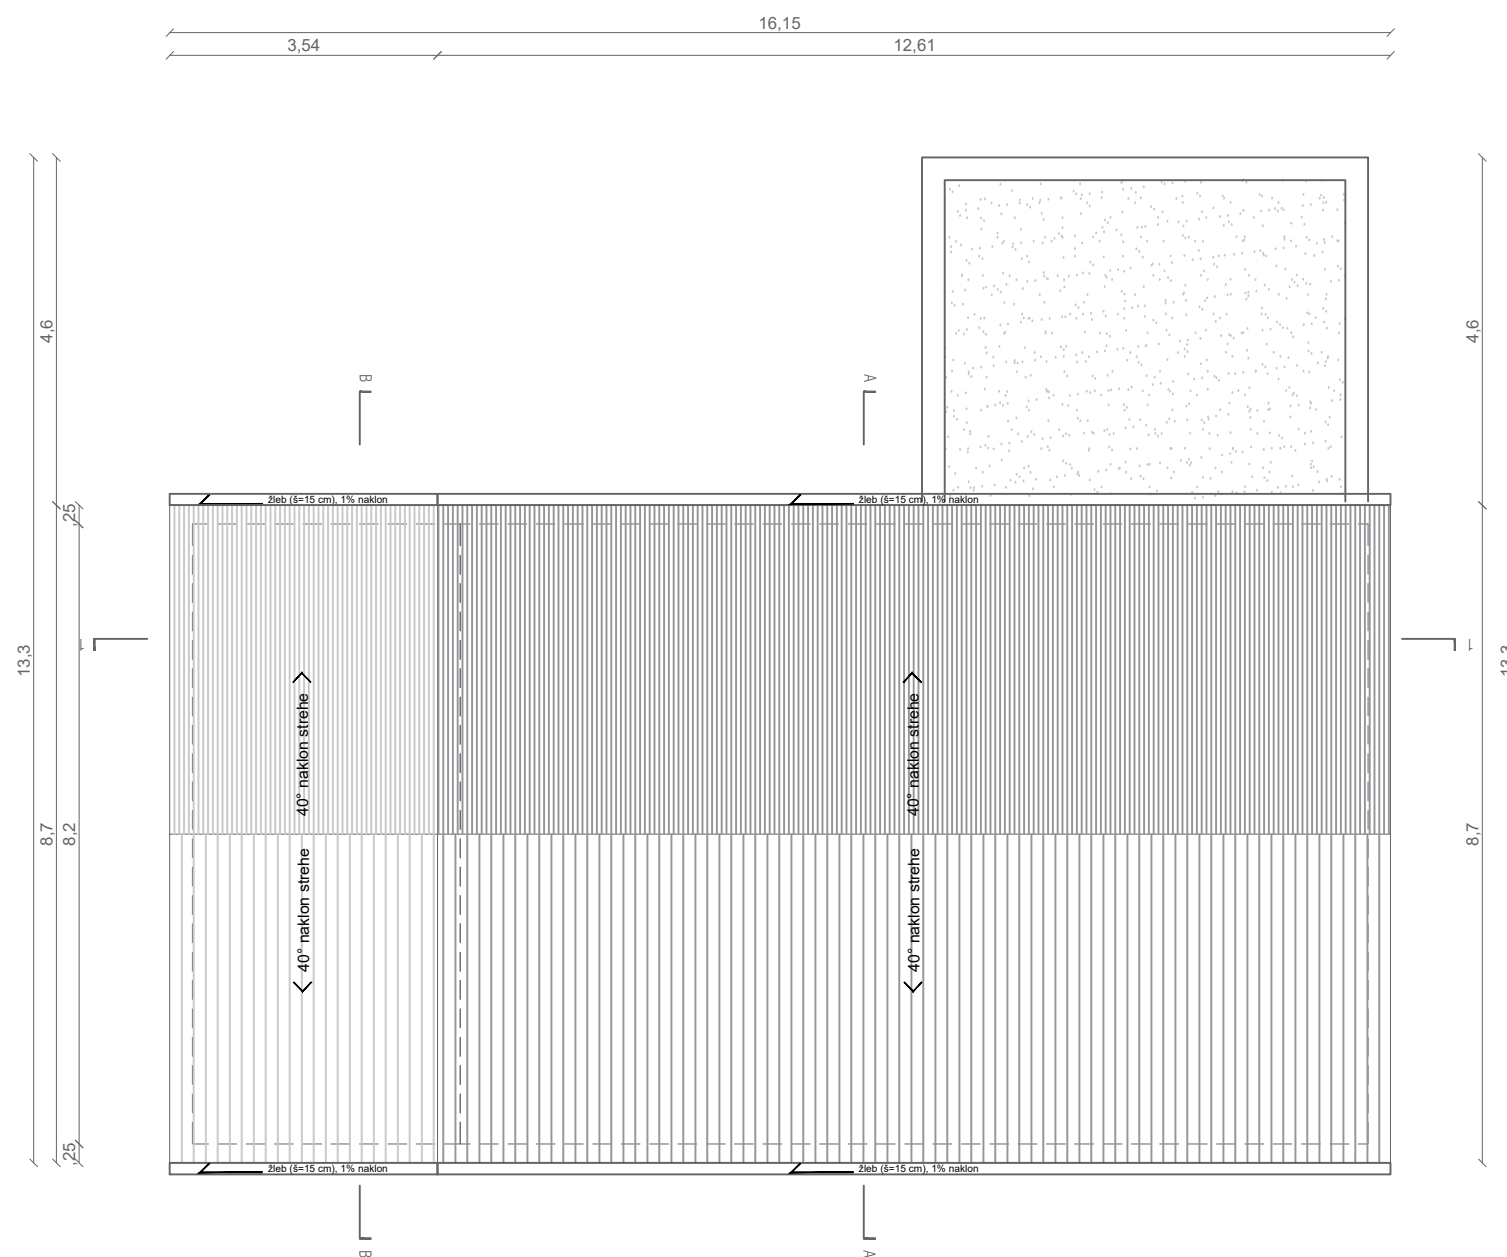 16,15
3,54
12,61
4,6
4,6
B
A
žleb (š=15 cm), 1% naklon
žleb (š=15 cm), 1% naklon
,25
13,3
13,3
40° naklon strehe
40° naklon strehe
8,7
8,2
8,7
40° naklon strehe
40° naklon strehe
,25
žleb (š=15 cm), 1% naklon
žleb (š=15 cm), 1% naklon
B
A